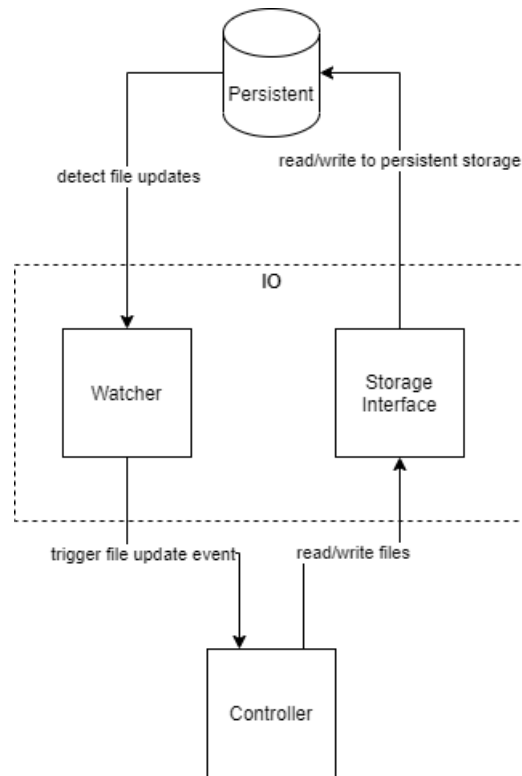 Persistent
detect file updates
read/write to persistent storage
IO
Watcher
Storage
Interface
trigger file update event
read/write files
Controller